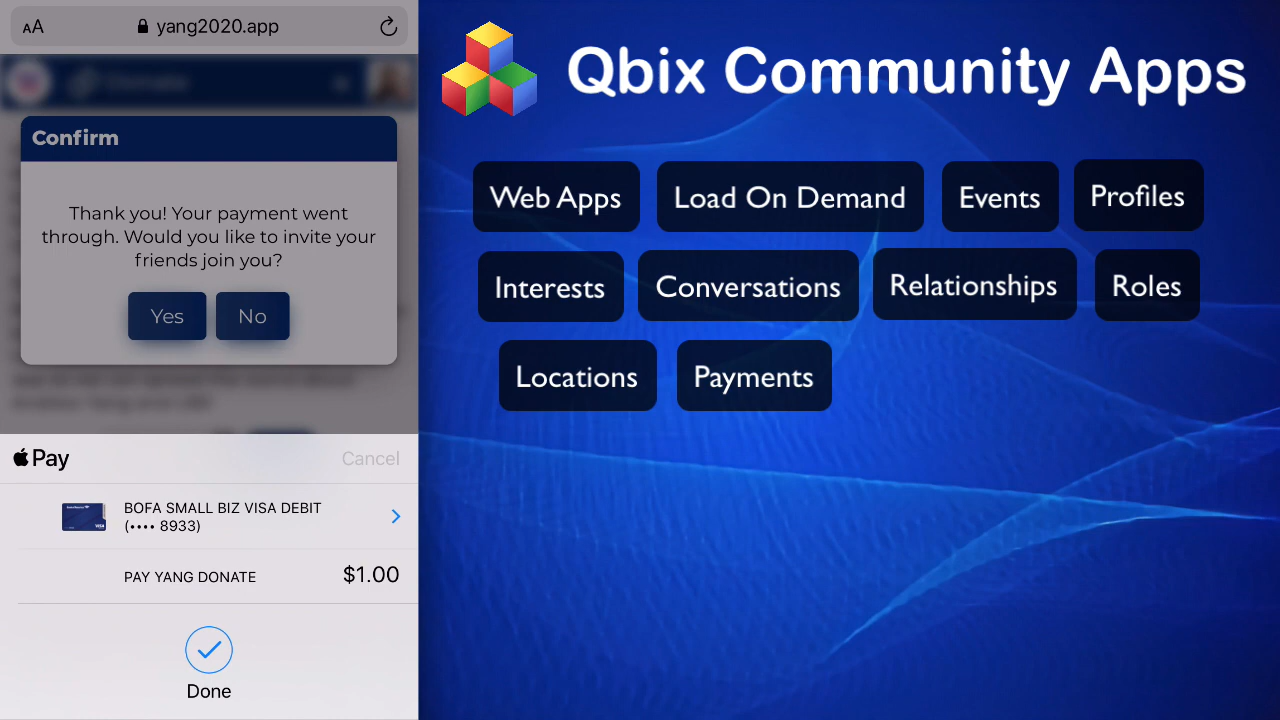 AA yang2020.app
Confirm
Thank you! Your payment went
through. Would you like to invite your
friends join you?
Yes No
Pay Cancel
BOFA SMALL BIZ VISA DEBIT
(•••• 8933)
PAY YANG DONATE $1.00
Done
Qbix Community Apps
Web Apps Load On Demand Events Profiles
Interests Conversations Relationships Roles
Locations Payments